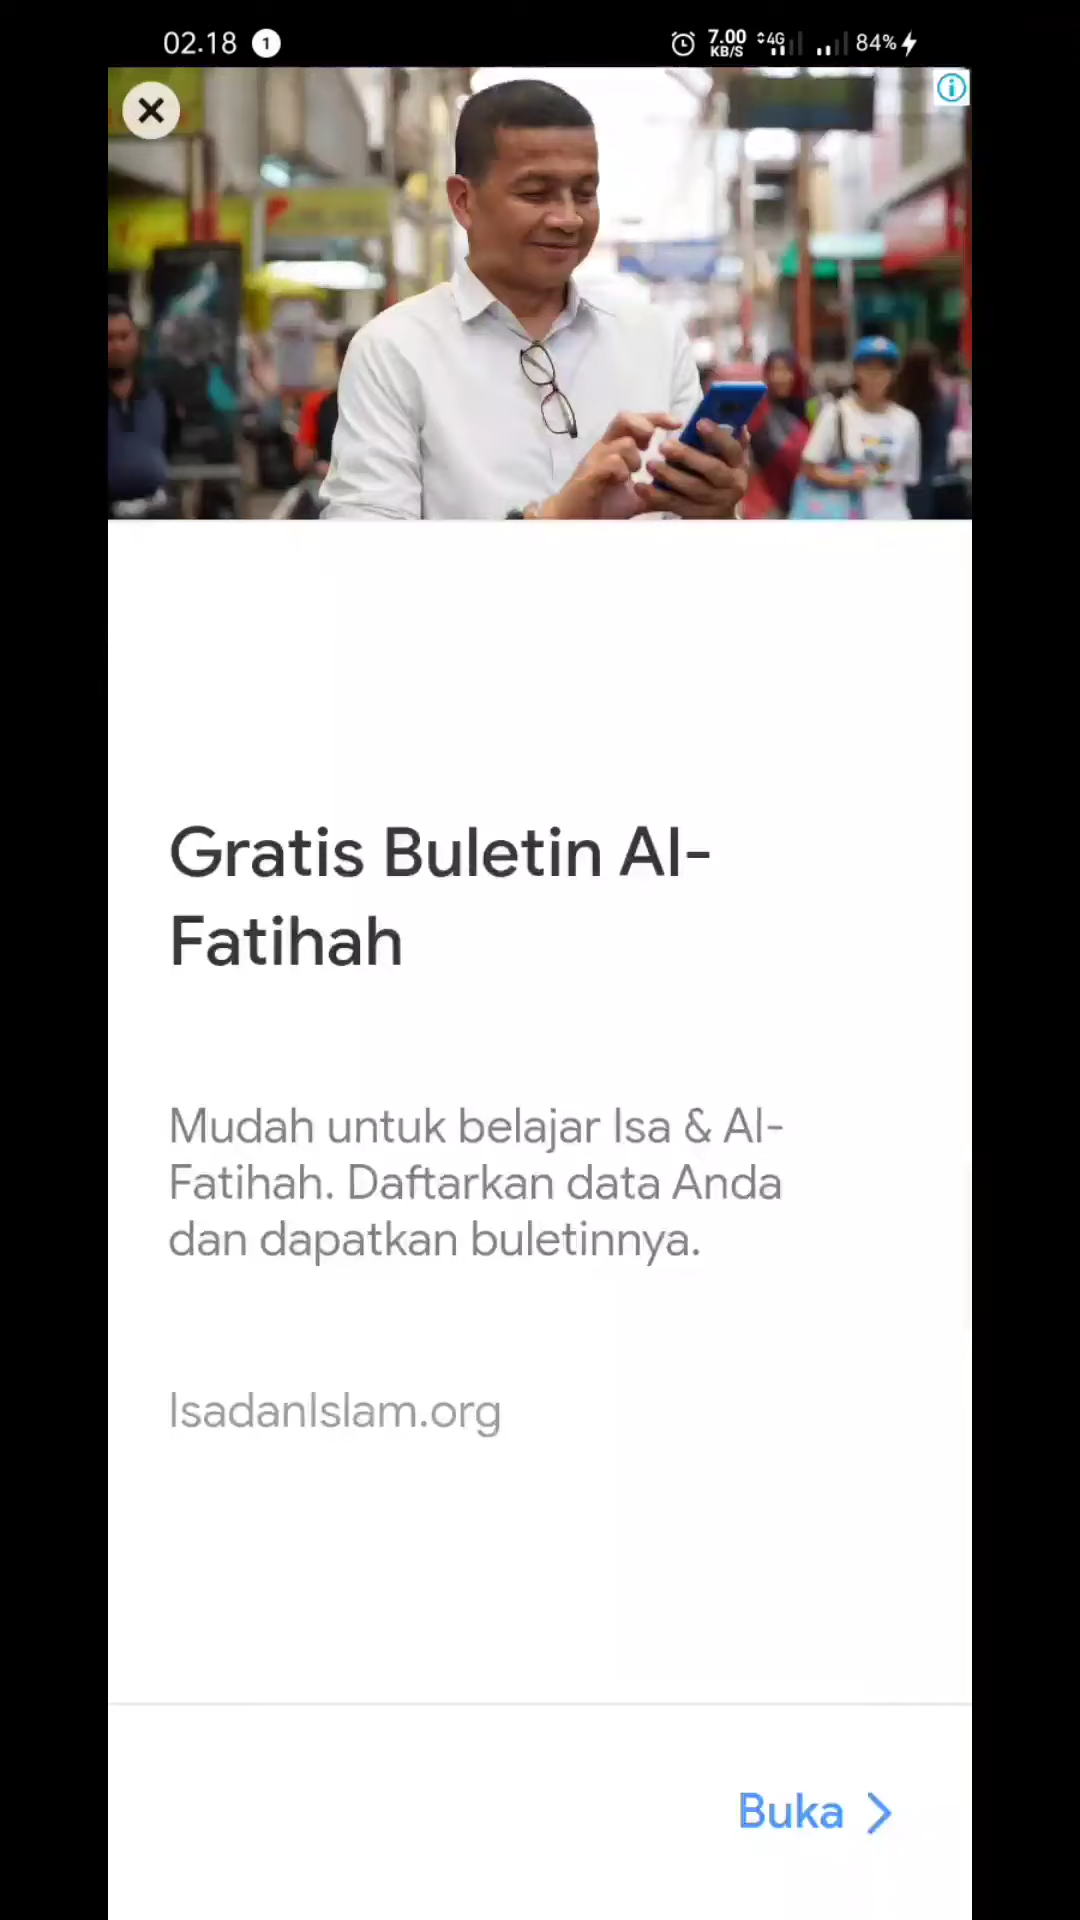 02.18 1 7.00 KB/S 4G 84%
Gratis Buletin Al-
Fatihah
Mudah untuk belajar Isa & Al-
Fatihah. Daftarkan data Anda
dan dapatkan buletinnya.
IsadanIslam.org
Buka